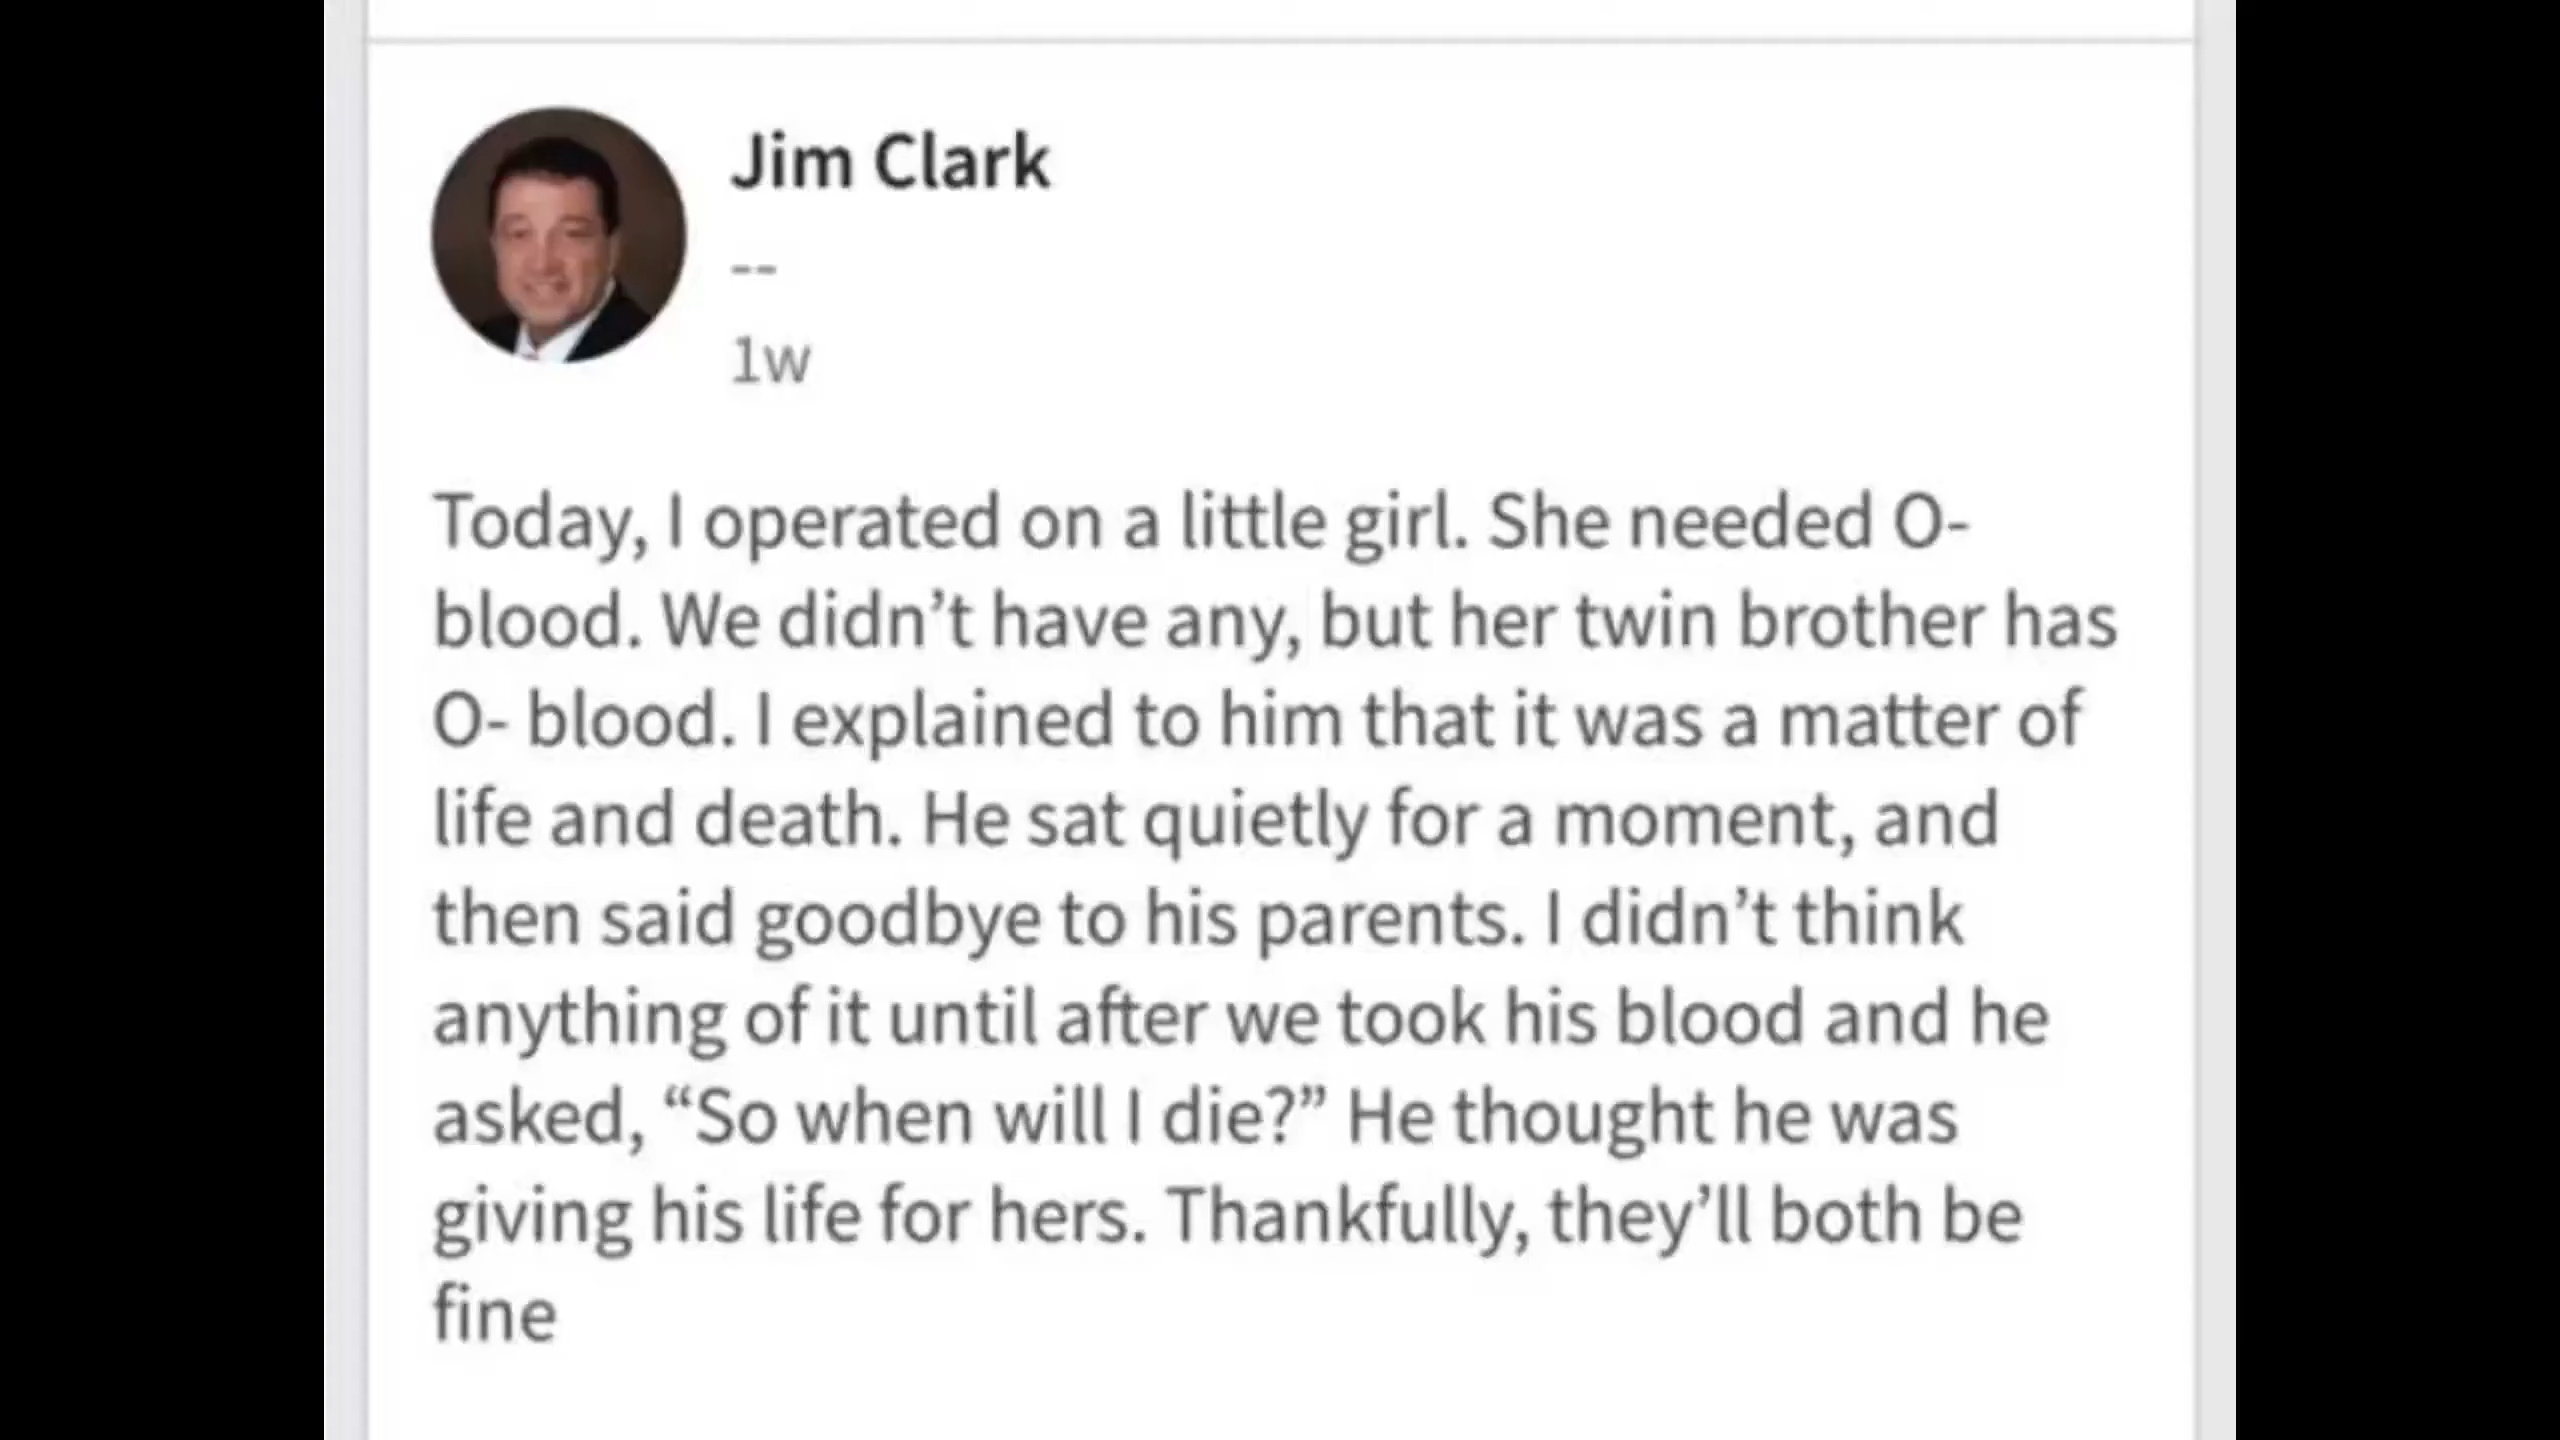 Jim Clark
--
1w
Today, I operated on a little girl. She needed O-
blood. We didn’t have any, but her twin brother has
O- blood. I explained to him that it was a matter of
life and death. He sat quietly for a moment, and
then said goodbye to his parents. I didn’t think
anything of it until after we took his blood and he
asked, “So when will I die?” He thought he was
giving his life for hers. Thankfully, they’ll both be
fine